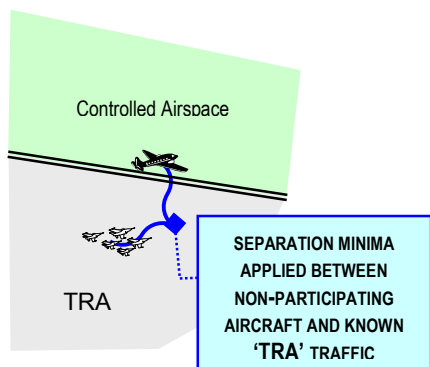 Controlled Airspace
TRA
SEPARATION MINIMA
APPLIED BETWEEN
NON-PARTICIPATING
AIRCRAFT AND KNOWN
‘TRA’ TRAFFIC